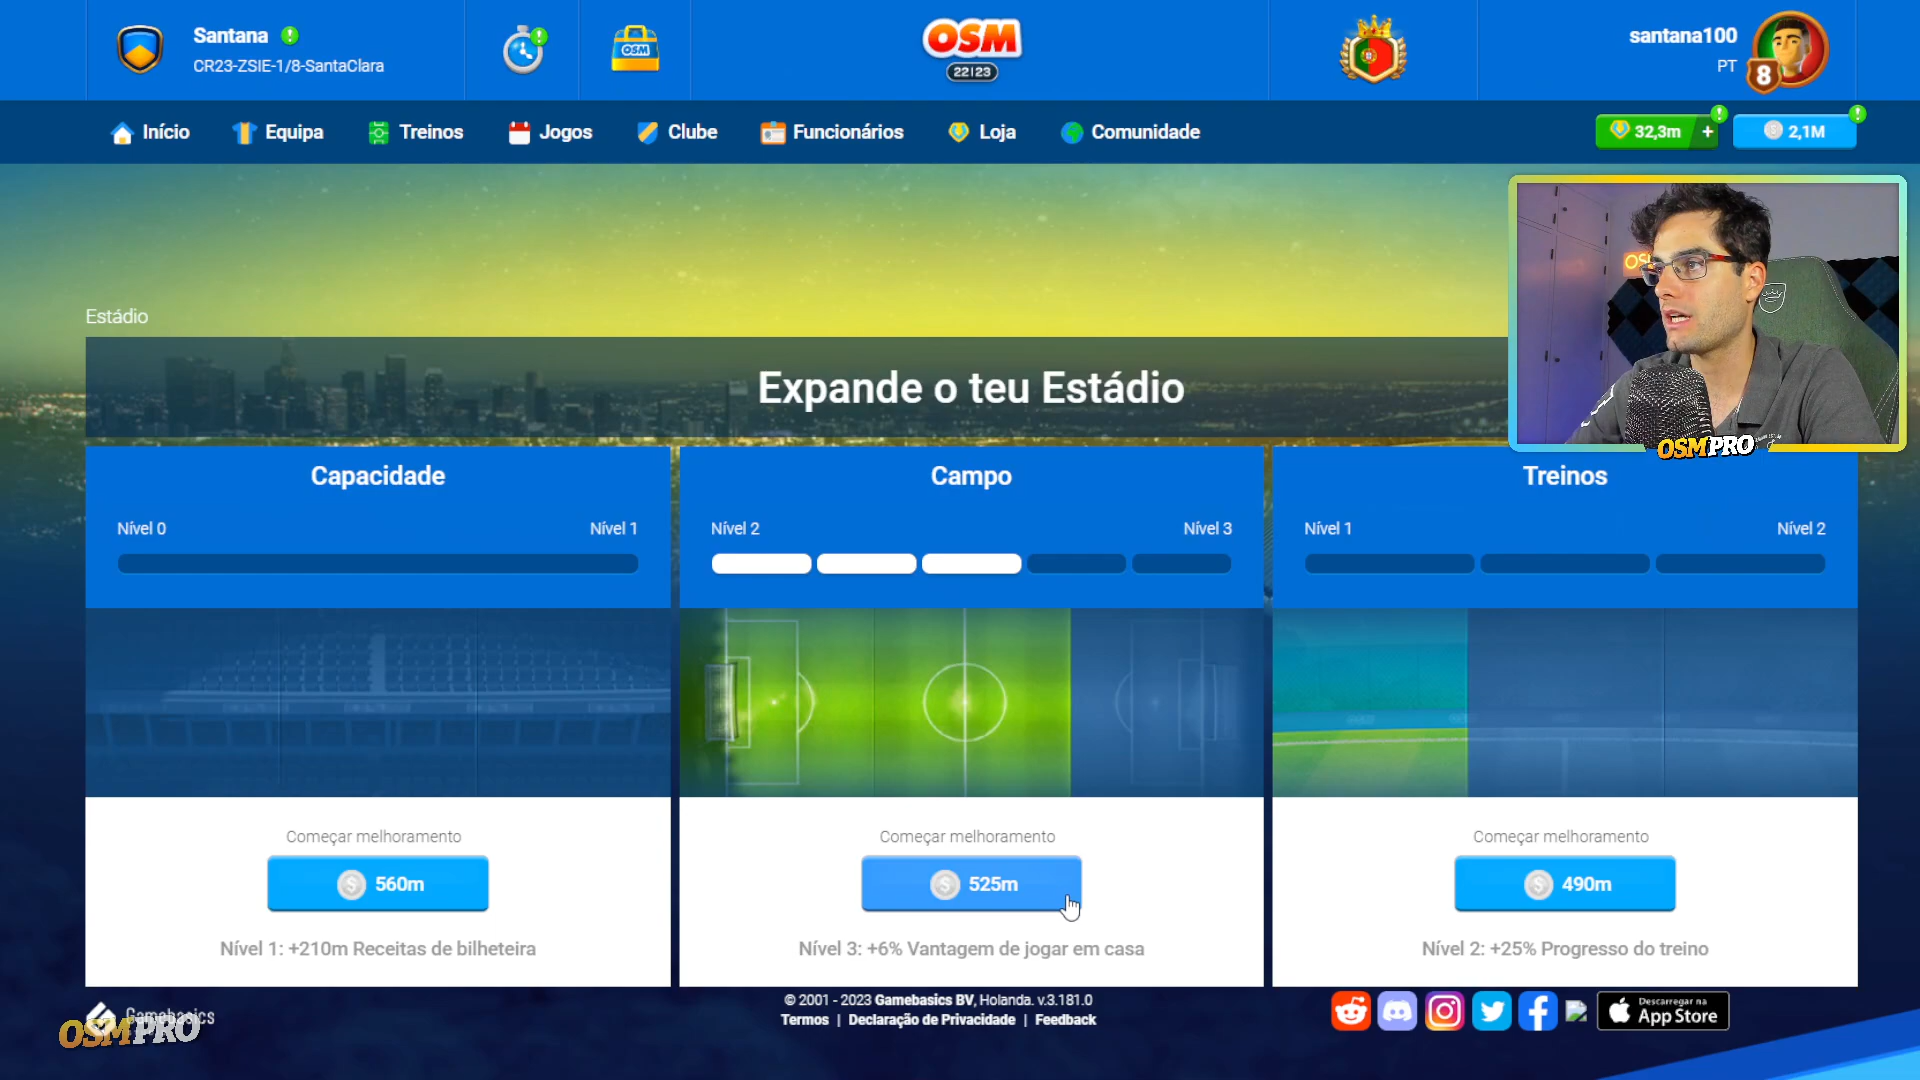 Santana
CR23-ZSIE-1/8-SantaClara
OSM
OSM
22|23
santana100
PT
8
Início
Equipa
Treinos
Jogos
Clube
Funcionários
Loja
Comunidade
32,3m +
2,1M
OSMPRO
Estádio
Expande o teu Estádio
Capacidade
Nível 0
Nível 1
Campo
Nível 2
Nível 3
Treinos
Nível 1
Nível 2
Começar melhoramento
560m
Nível 1: +210m Receitas de bilheteira
Começar melhoramento
525m
Nível 3: +6% Vantagem de jogar em casa
Começar melhoramento
490m
Nível 2: +25% Progresso do treino
Gamebasics
OSMPRO
© 2001 - 2023 Gamebasics BV, Holanda. v.3.181.0
Termos | Declaração de Privacidade | Feedback
Descarregar na
App Store